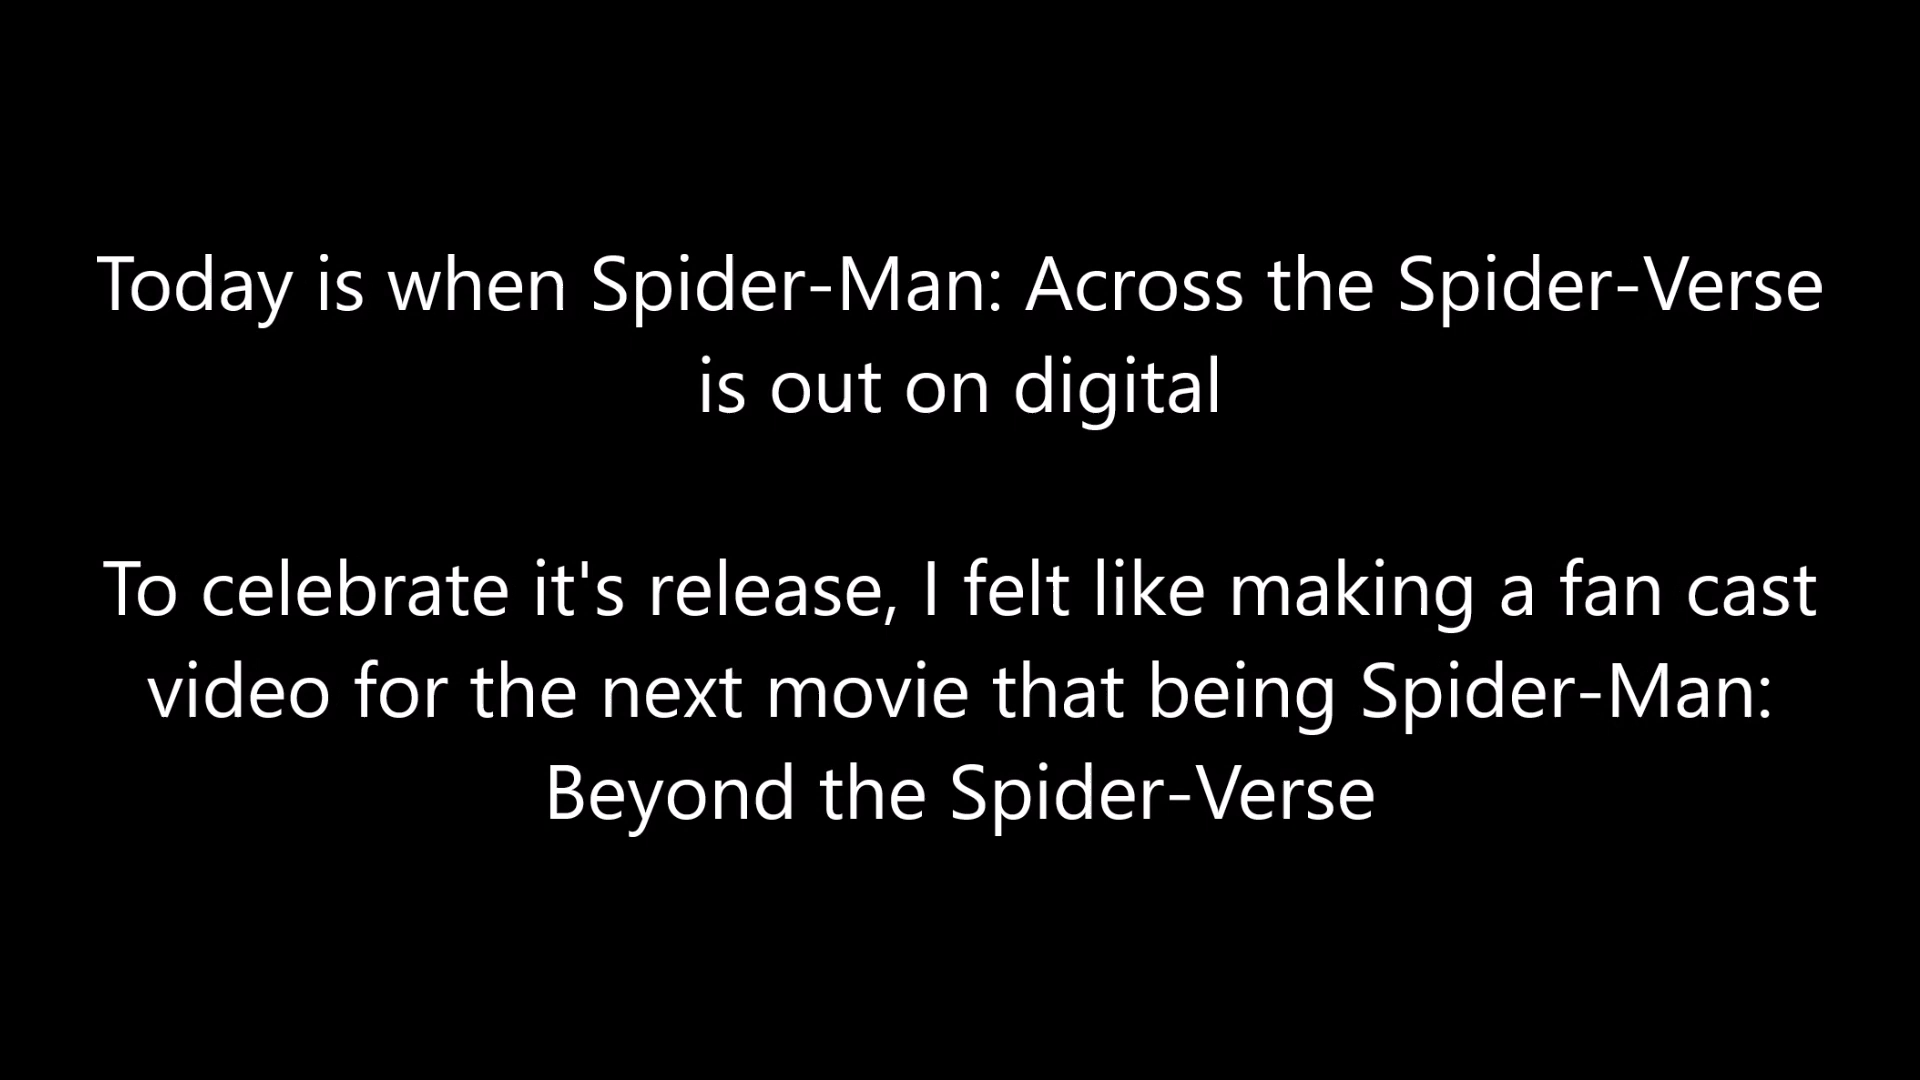 Today is when Spider-Man: Across the Spider-Verse
is out on digital
To celebrate it's release, I felt like making a fan cast
video for the next movie that being Spider-Man:
Beyond the Spider-Verse